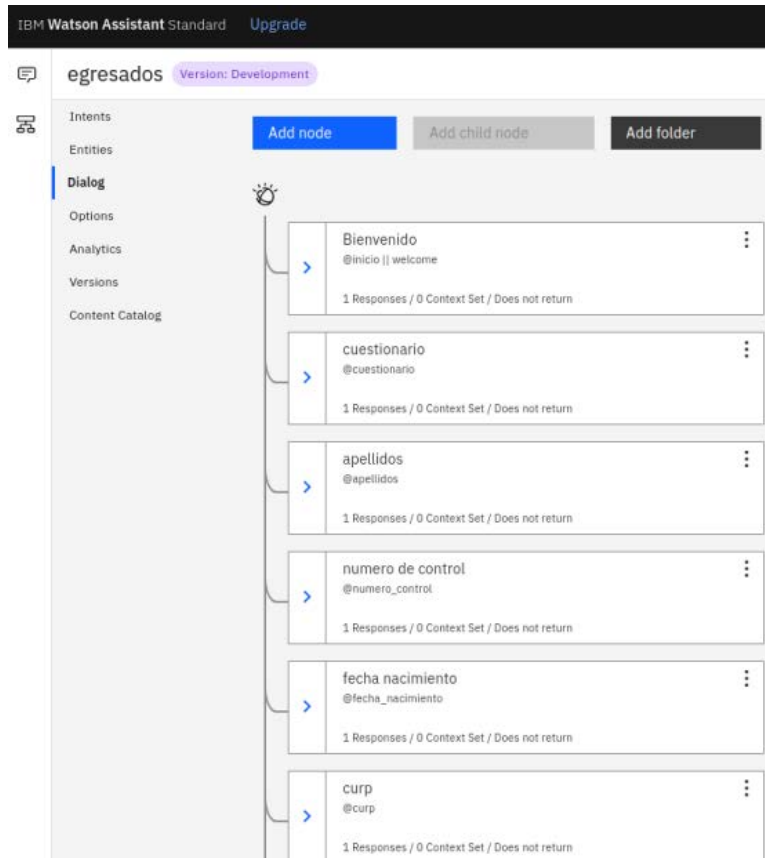 IBM Watson Assistant Standard Upgrade
egresados Version: Development
Intents
Entities
Dialog
Options
Analytics
Versions
Content Catalog
Add node Add child node Add folder
Bienvenido
@inicio || welcome
1 Responses / 0 Context Set / Does not return
cuestionario
@cuestionario
1 Responses / 0 Context Set / Does not return
apellidos
@apellidos
1 Responses / 0 Context Set / Does not return
numero de control
@numero_control
1 Responses / 0 Context Set / Does not return
fecha nacimiento
@fecha_nacimiento
1 Responses / 0 Context Set / Does not return
curp
@curp
1 Responses / 0 Context Set / Does not return